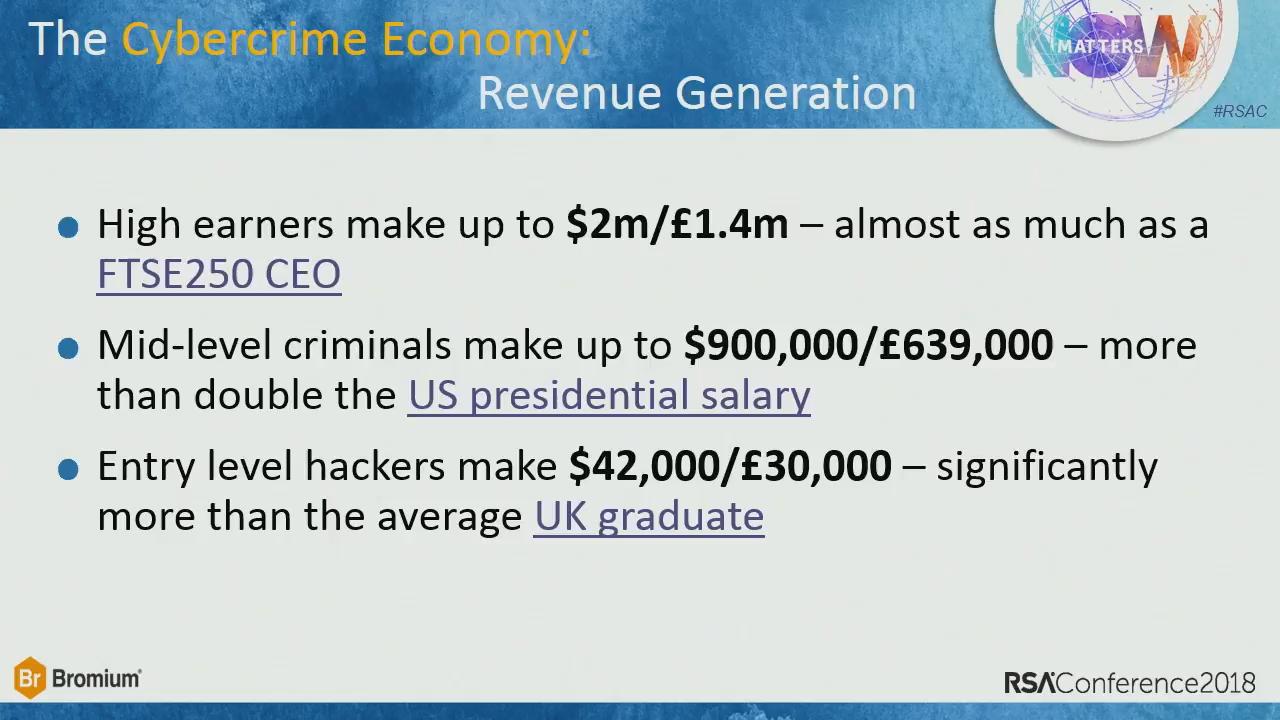 The Cybercrime Economy:
Revenue Generation
NOW
MATTERS
#RSAC
• High earners make up to $2m/£1.4m – almost as much as a
FTSE250 CEO
• Mid-level criminals make up to $900,000/£639,000 – more
than double the US presidential salary
• Entry level hackers make $42,000/£30,000 – significantly
more than the average UK graduate
Br Bromium®
RSAConference2018